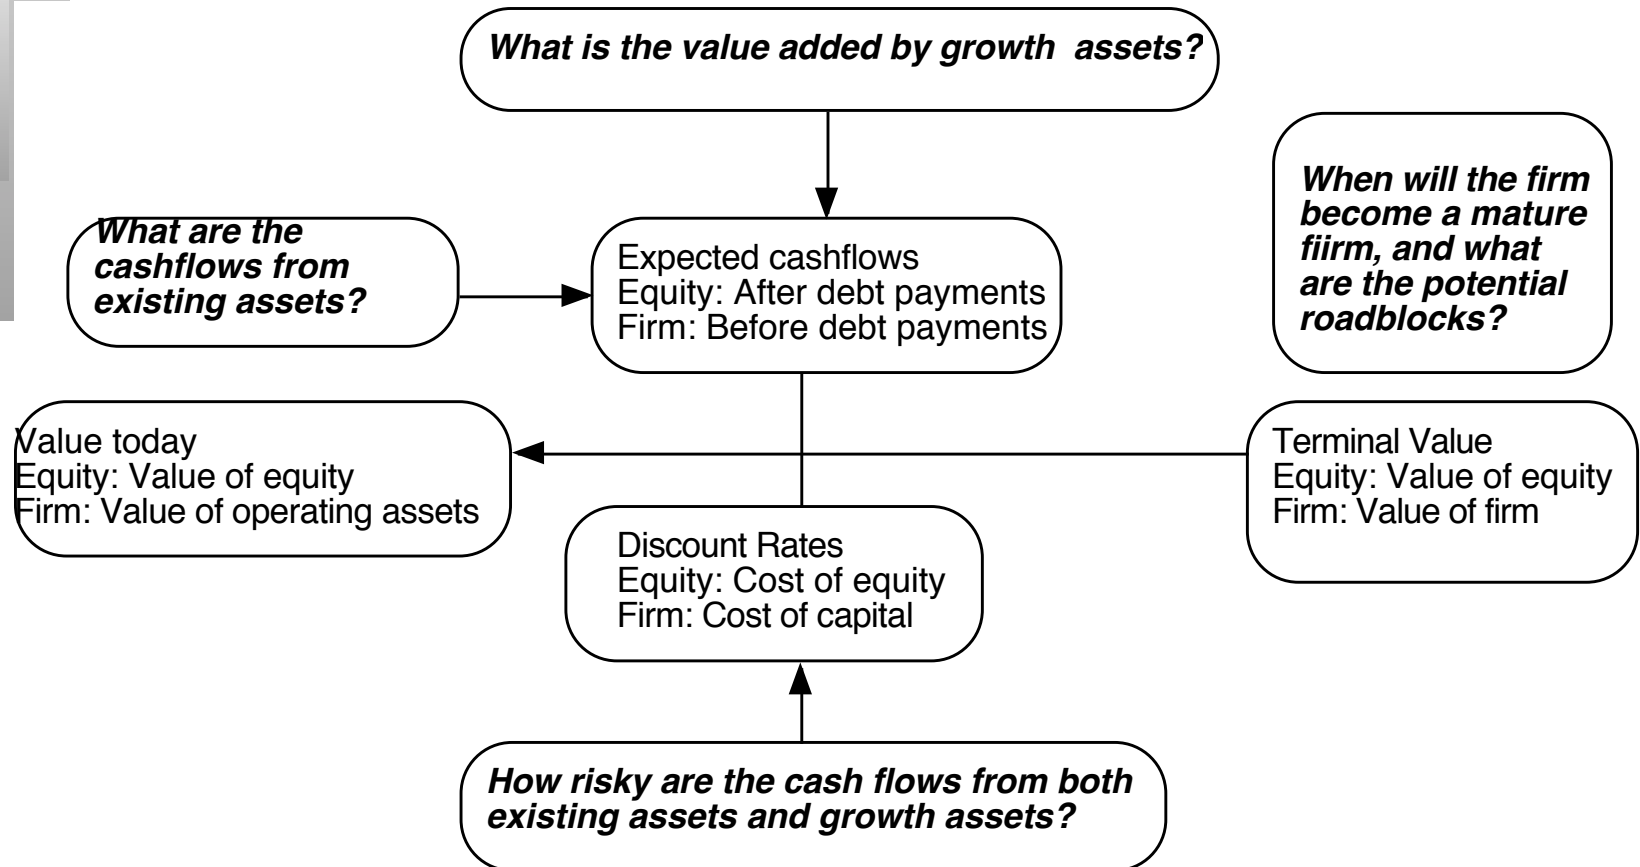 What is the value added by growth  assets?
When will the firm
become a mature
fiirm, and what
are the potential
roadblocks?
What are the
cashflows from
existing assets?
Expected cashflows
Equity: After debt payments
Firm: Before debt payments
Value today
Equity: Value of equity
Firm: Value of operating assets
Terminal Value
Equity: Value of equity
Firm: Value of firm
Discount Rates
Equity: Cost of equity
Firm: Cost of capital
How risky are the cash flows from both
existing assets and growth assets?